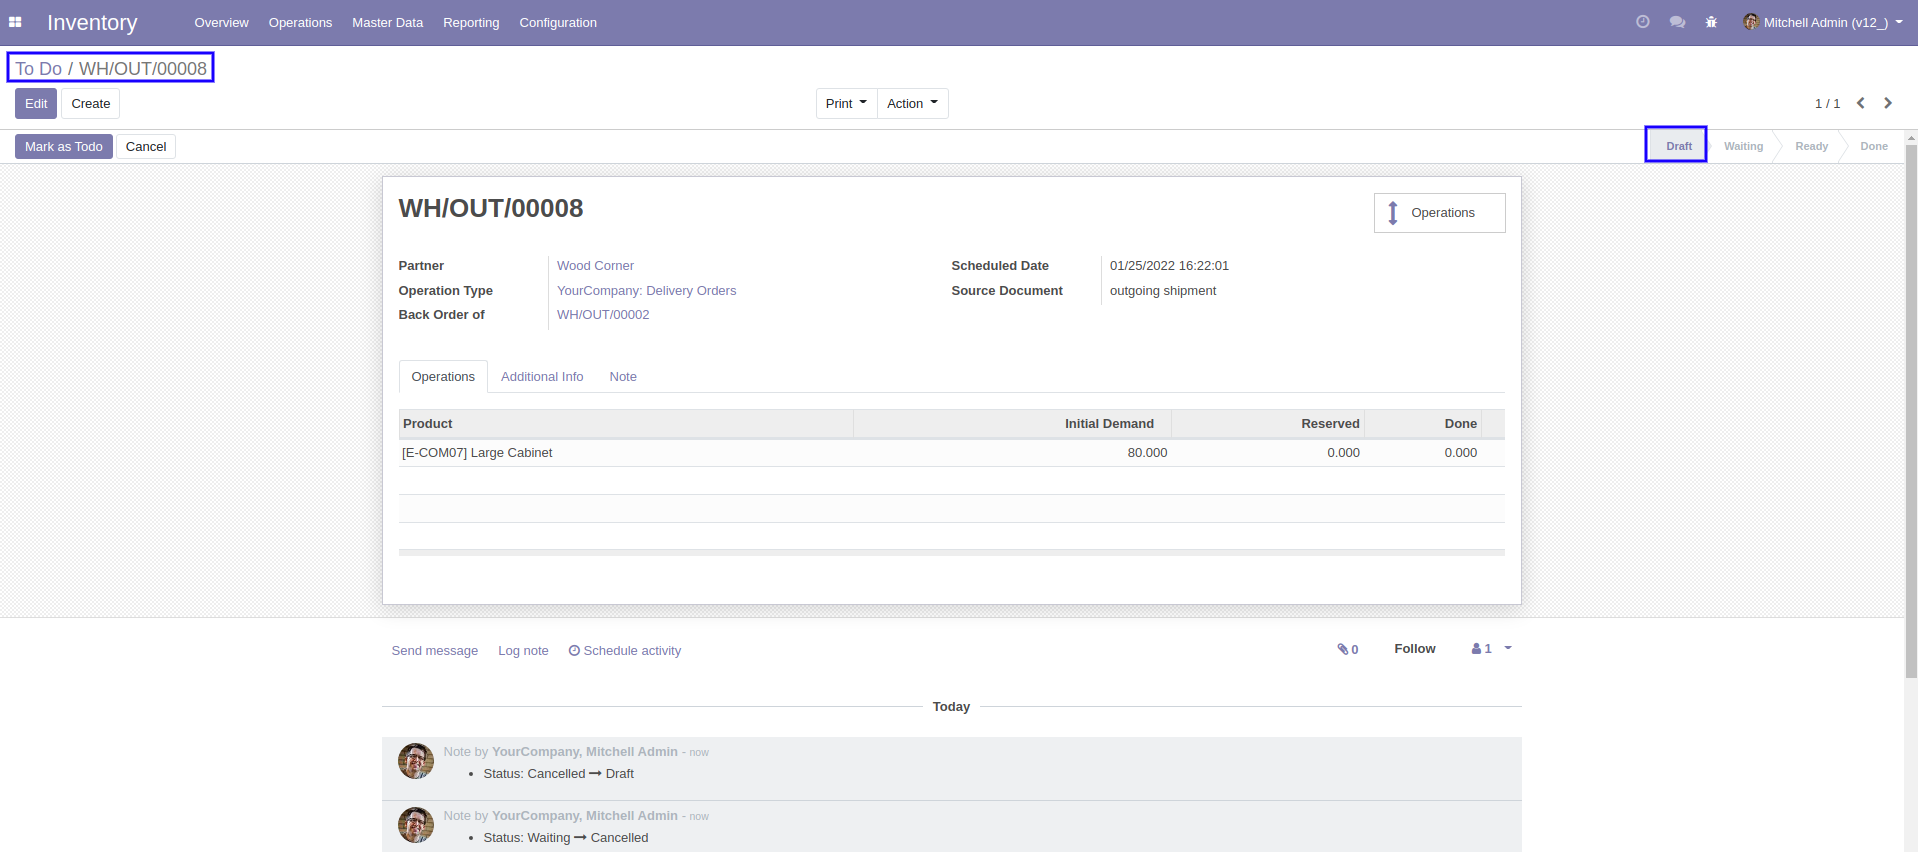 Inventory Overview Operations Master Data Reporting Configuration Mitchell Admin (v12_)
To Do / WH/OUT/00008
Edit Create Print Action 1 / 1
Mark as Todo Cancel Draft Waiting Ready Done
WH/OUT/00008
Operations
Partner Wood Corner Scheduled Date 01/25/2022 16:22:01
Operation Type YourCompany: Delivery Orders Source Document outgoing shipment
Back Order of WH/OUT/00002
Operations Additional Info Note
Product Initial Demand Reserved Done
[E-COM07] Large Cabinet 80.000 0.000 0.000
Send message Log note Schedule activity 0 Follow 1
Today
Note by YourCompany, Mitchell Admin - now
• Status: Cancelled ➞ Draft
Note by YourCompany, Mitchell Admin - now
• Status: Waiting ➞ Cancelled